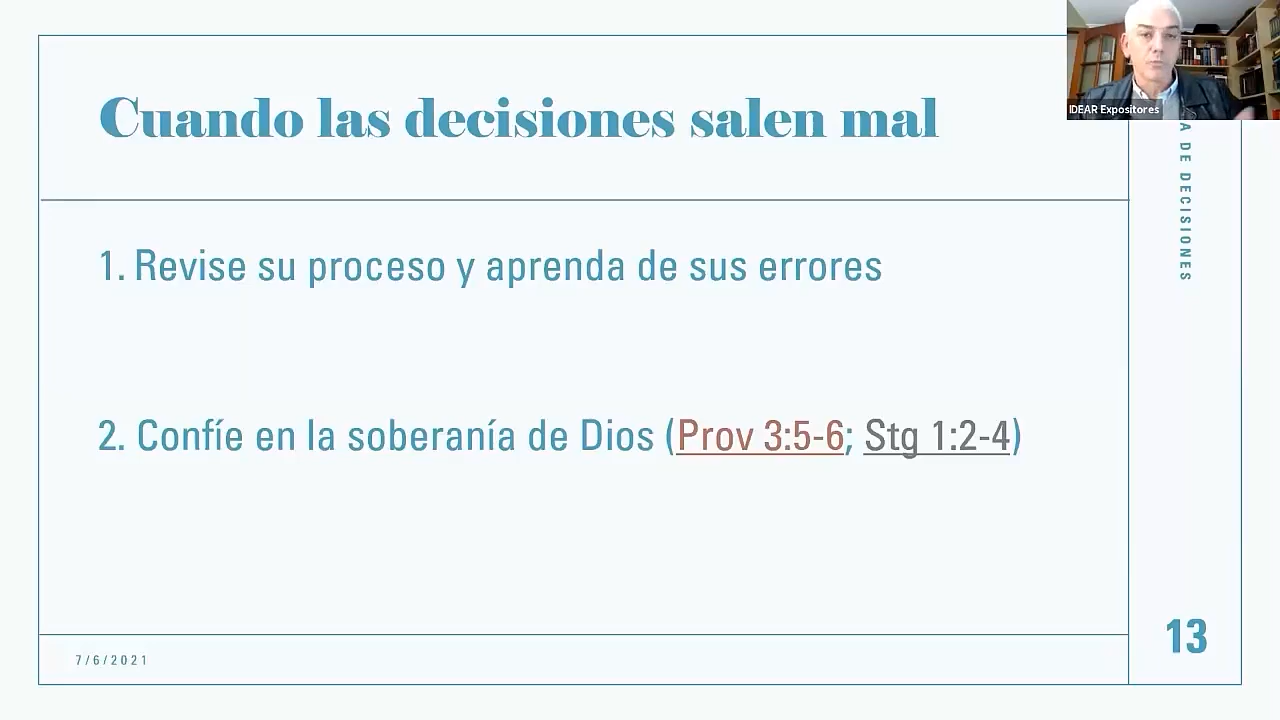 Cuando las decisiones salen mal
IDEAR Expositores
A DE DECISIONES
1. Revise su proceso y aprenda de sus errores
2. Confíe en la soberanía de Dios (Prov 3:5-6; Stg 1:2-4)
13
7/6/2021